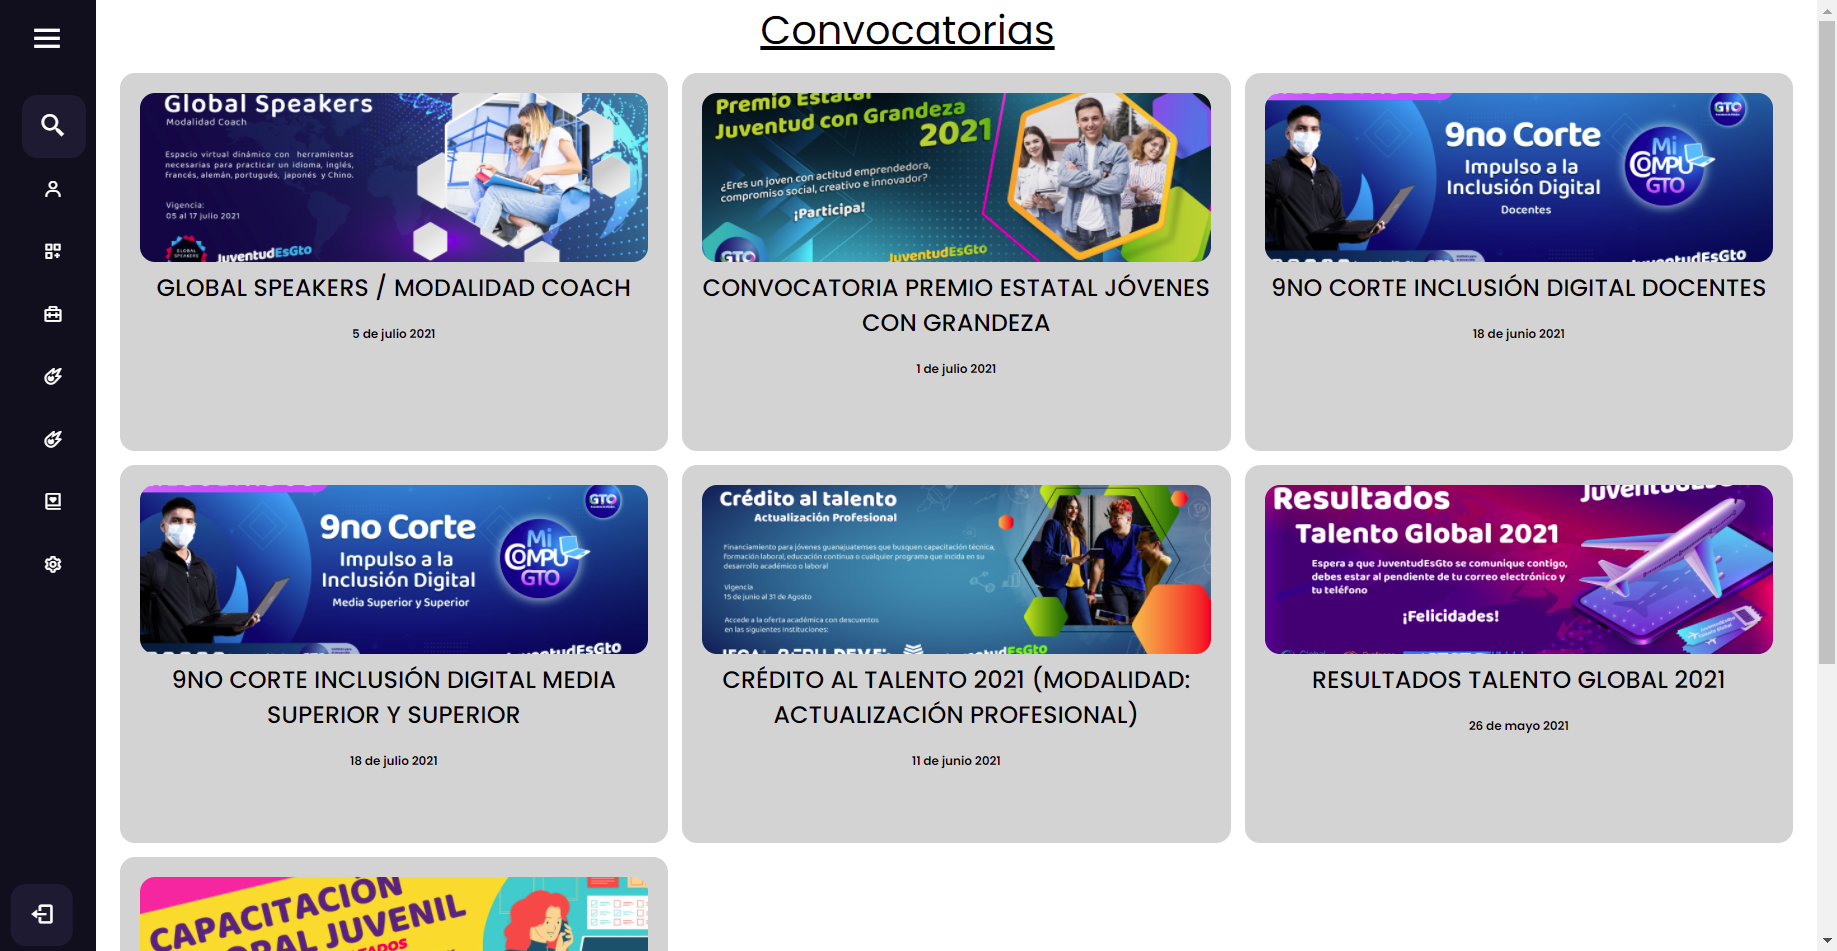 Convocatorias
Global Speakers
Modalidad Coach
Espacio virtual dinámico con herramientas
necesarias para practicar un idioma, inglés,
francés, alemán, portugués, japonés y Chino.
Vigencia:
05 al 17 julio 2021
GLOBAL
SPEAKERS
JuventudEsGto
GLOBAL SPEAKERS / MODALIDAD COACH
5 de julio 2021
Premio Estatal
Juventud con Grandeza
2021
¿Eres un joven con actitud emprendedora,
compromiso social, creativo e innovador?
¡Participa!
GTO
JuventudEsGto
CONVOCATORIA PREMIO ESTATAL JÓVENES
CON GRANDEZA
1 de julio 2021
GTO
9no Corte
Impulso a la
Inclusión Digital
Docentes
Mi
COMPU
GTO
JuventudEsGto
9NO CORTE INCLUSIÓN DIGITAL DOCENTES
18 de junio 2021
GTO
9no Corte
Impulso a la
Inclusión Digital
Media Superior y Superior
Mi
COMPU
GTO
JuventudEsGto
9NO CORTE INCLUSIÓN DIGITAL MEDIA
SUPERIOR Y SUPERIOR
18 de julio 2021
Crédito al talento
Actualización Profesional
Financiamiento para jóvenes guanajuatenses que busquen capacitación técnica,
formación laboral, educación continua o cualquier programa que incida en su
desarrollo académico o laboral
Vigencia
15 de junio al 31 de Agosto
Accede a la oferta académica con descuentos
en las siguientes instituciones:
JuventudEsGto
CRÉDITO AL TALENTO 2021 (MODALIDAD:
ACTUALIZACIÓN PROFESIONAL)
11 de junio 2021
Resultados
JuventudEsGto
Talento Global 2021
Espera a que JuventudEsGto se comunique contigo,
debes estar al pendiente de tu correo electrónico y
tu teléfono
¡Felicidades!
JuventudEsGto
Talento Global
RESULTADOS TALENTO GLOBAL 2021
26 de mayo 2021
CAPACITACIÓN
JUVENIL